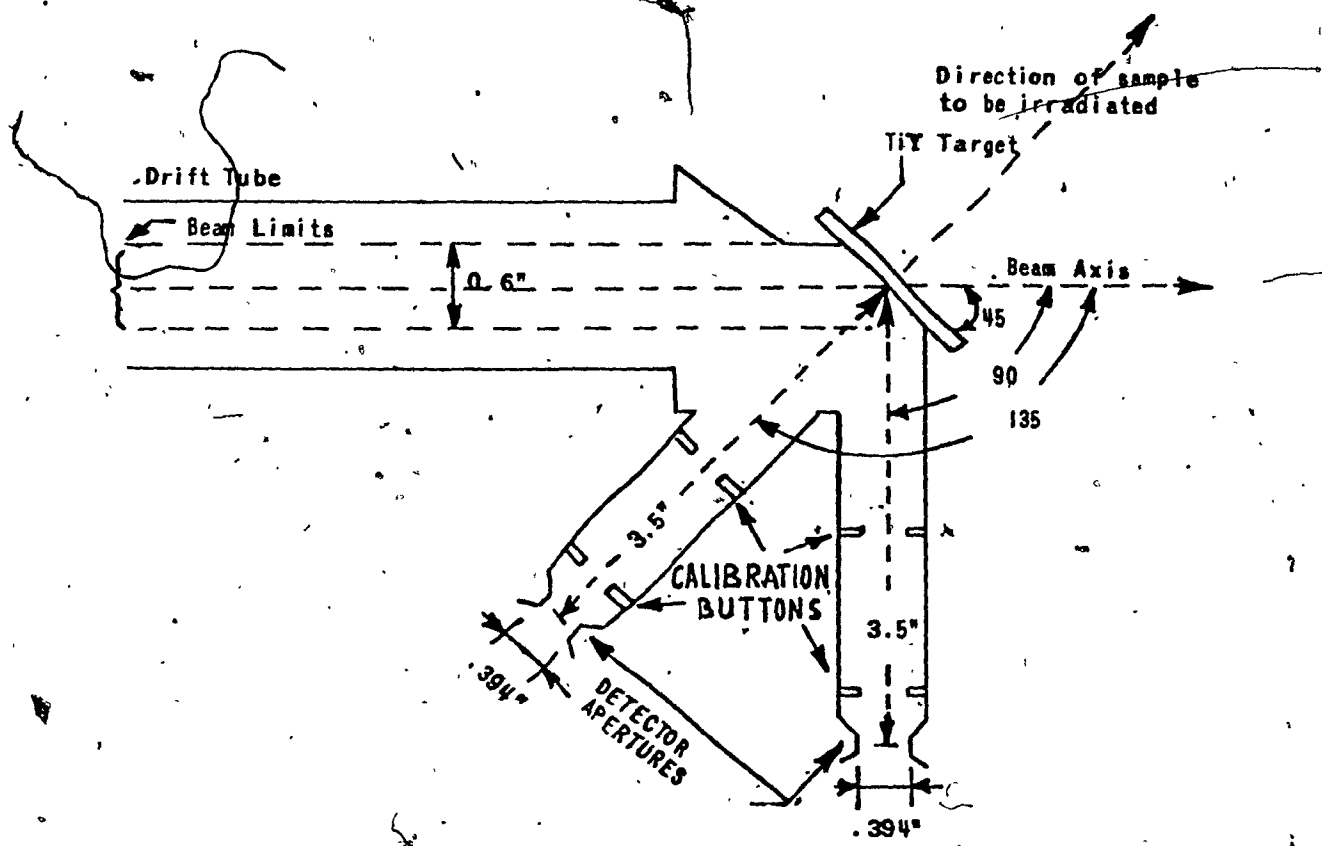 Direction of sample
to be irradiated
TiY Target
Drift Tube
Beam Limits
0.6"
Beam Axis
45
90
135
3.5"
CALIBRATION
BUTTONS
3.5"
.394"
DETECTOR
APERTURES
.394"